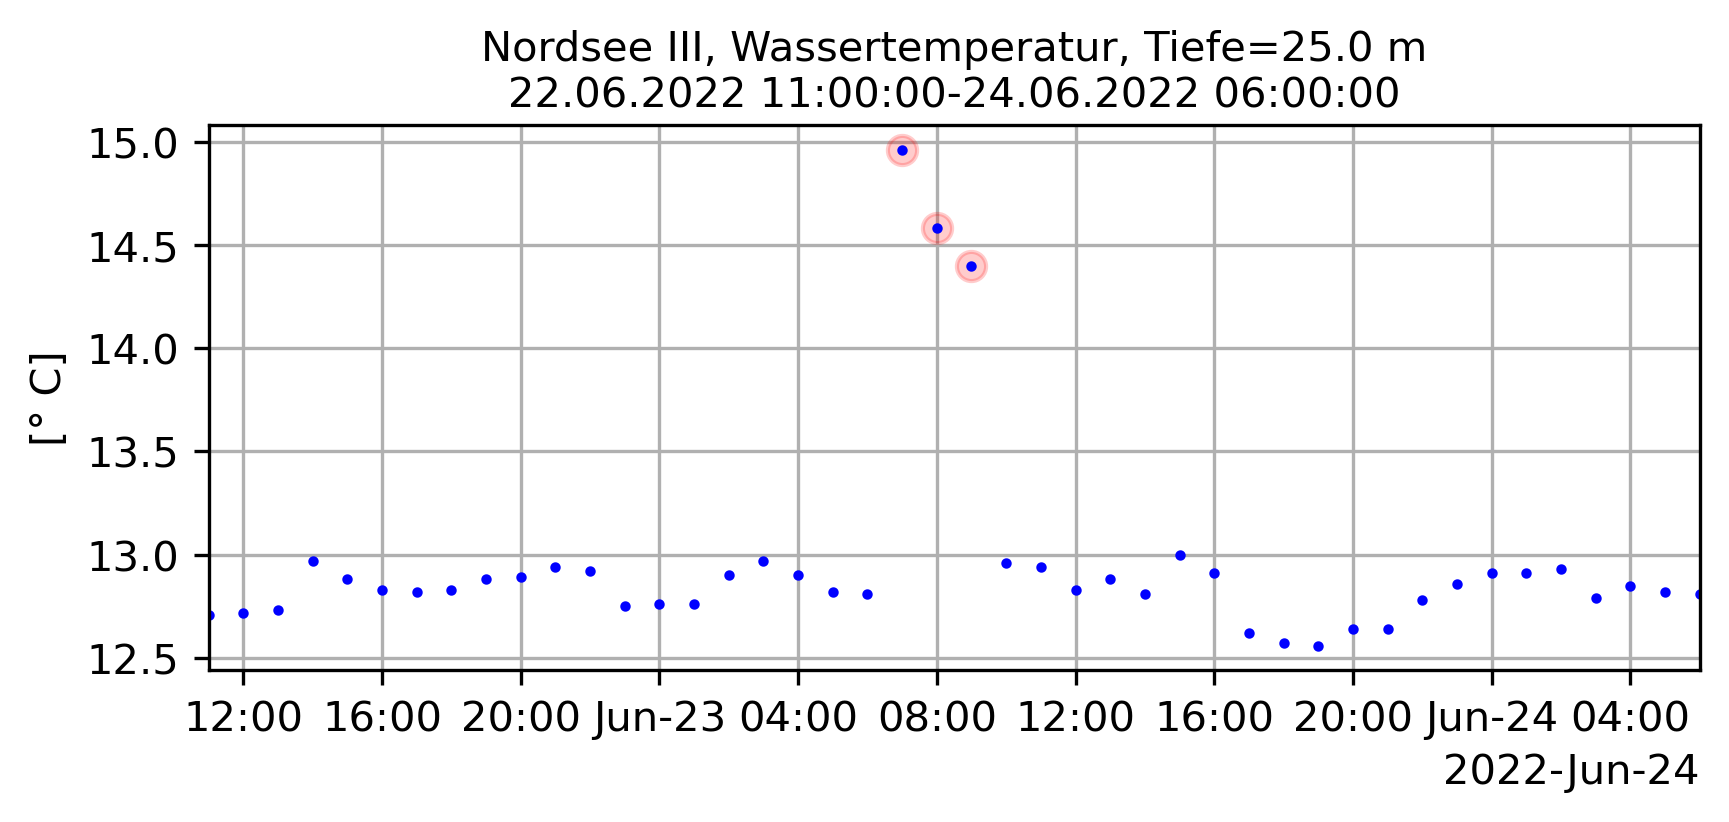 Nordsee III, Wassertemperatur, Tiefe=25.0 m
22.06.2022 11:00:00-24.06.2022 06:00:00
15.0
14.5
14.0
13.5
13.0
12.5
[° C]
12:00 16:00 20:00 Jun-23 04:00 08:00 12:00 16:00 20:00 Jun-24 04:00
2022-Jun-24